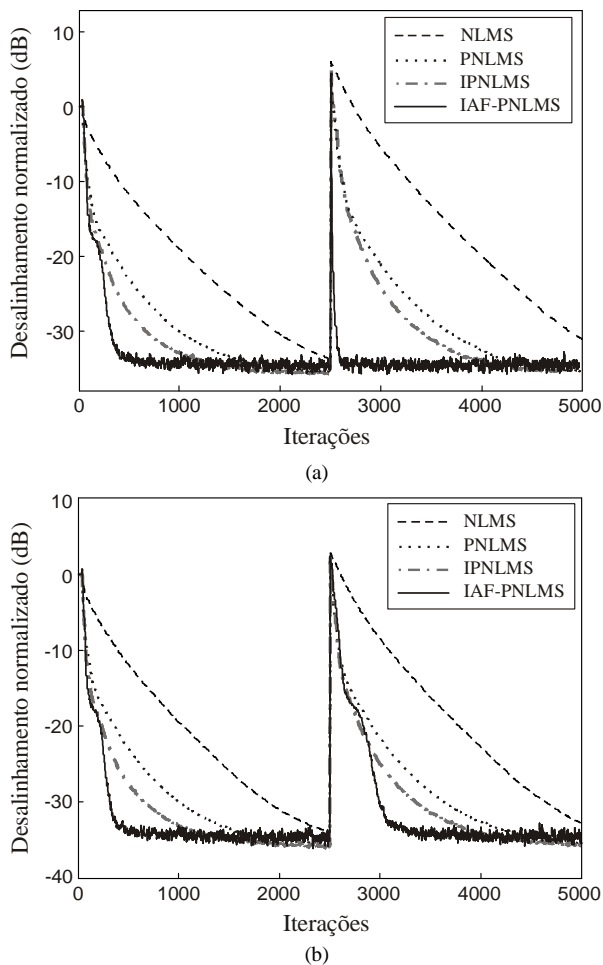 10
0
-10
-20
-30
0
1000
2000
3000
4000
5000
Desalinhamento normalizado (dB)
Iterações
NLMS
PNLMS
IPNLMS
IAF-PNLMS
(a)
10
0
-10
-20
-30
-40
0
1000
2000
3000
4000
5000
Desalinhamento normalizado (dB)
Iterações
NLMS
PNLMS
IPNLMS
IAF-PNLMS
(b)